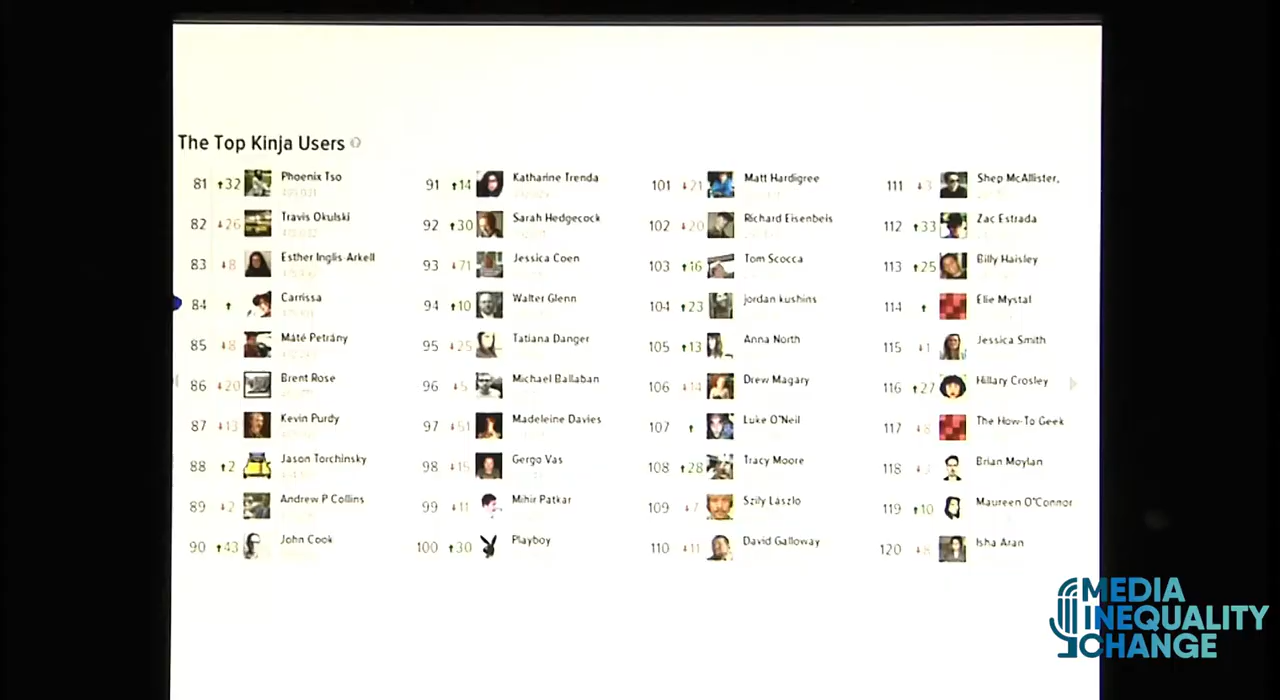 The Top Kinja Users
81 ↑32 Phoenix Tso
82 ↓26 Travis Okulski
83 ↓8 Esther Inglis-Arkell
84 ↑ Carrissa
85 ↓8 Máté Petrány
86 ↓20 Brent Rose
87 ↓13 Kevin Purdy
88 ↑2 Jason Torchinsky
89 ↓2 Andrew P Collins
90 ↑43 John Cook
91 ↑14 Katharine Trenda
92 ↑30 Sarah Hedgecock
93 ↓71 Jessica Coen
94 ↑10 Walter Glenn
95 ↓25 Tatiana Danger
96 ↓5 Michael Ballaban
97 ↓51 Madeleine Davies
98 ↓15 Gergo Vas
99 ↓11 Mihir Patkar
100 ↑30 Playboy
101 ↓21 Matt Hardigree
102 ↓20 Richard Eisenbeis
103 ↑16 Tom Scocca
104 ↑23 jordan kushins
105 ↑13 Anna North
106 ↓14 Drew Magary
107 ↑ Luke O'Neil
108 ↑28 Tracy Moore
109 ↓7 Szily László
110 ↓11 David Galloway
111 ↓3 Shep McAllister,
112 ↑33 Zac Estrada
113 ↑25 Billy Haisley
114 ↑ Elie Mystal
115 ↓1 Jessica Smith
116 ↑27 Hillary Crosley
117 The How-To Geek
118 Brian Moylan
119 ↑10 Maureen O'Connor
120 Isha Aran
MEDIA
INEQUALITY
CHANGE